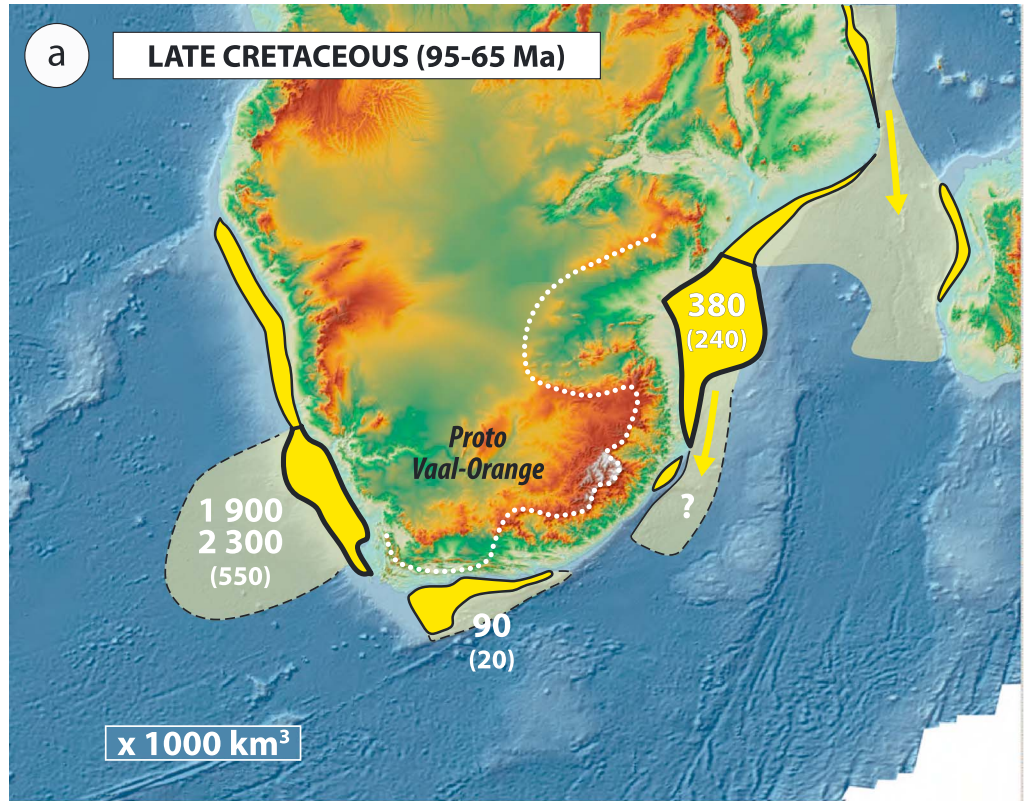 a
LATE CRETACEOUS (95-65 Ma)
380
(240)
Proto
Vaal-Orange
1 900
2 300
(550)
?
90
(20)
x 1000 km³